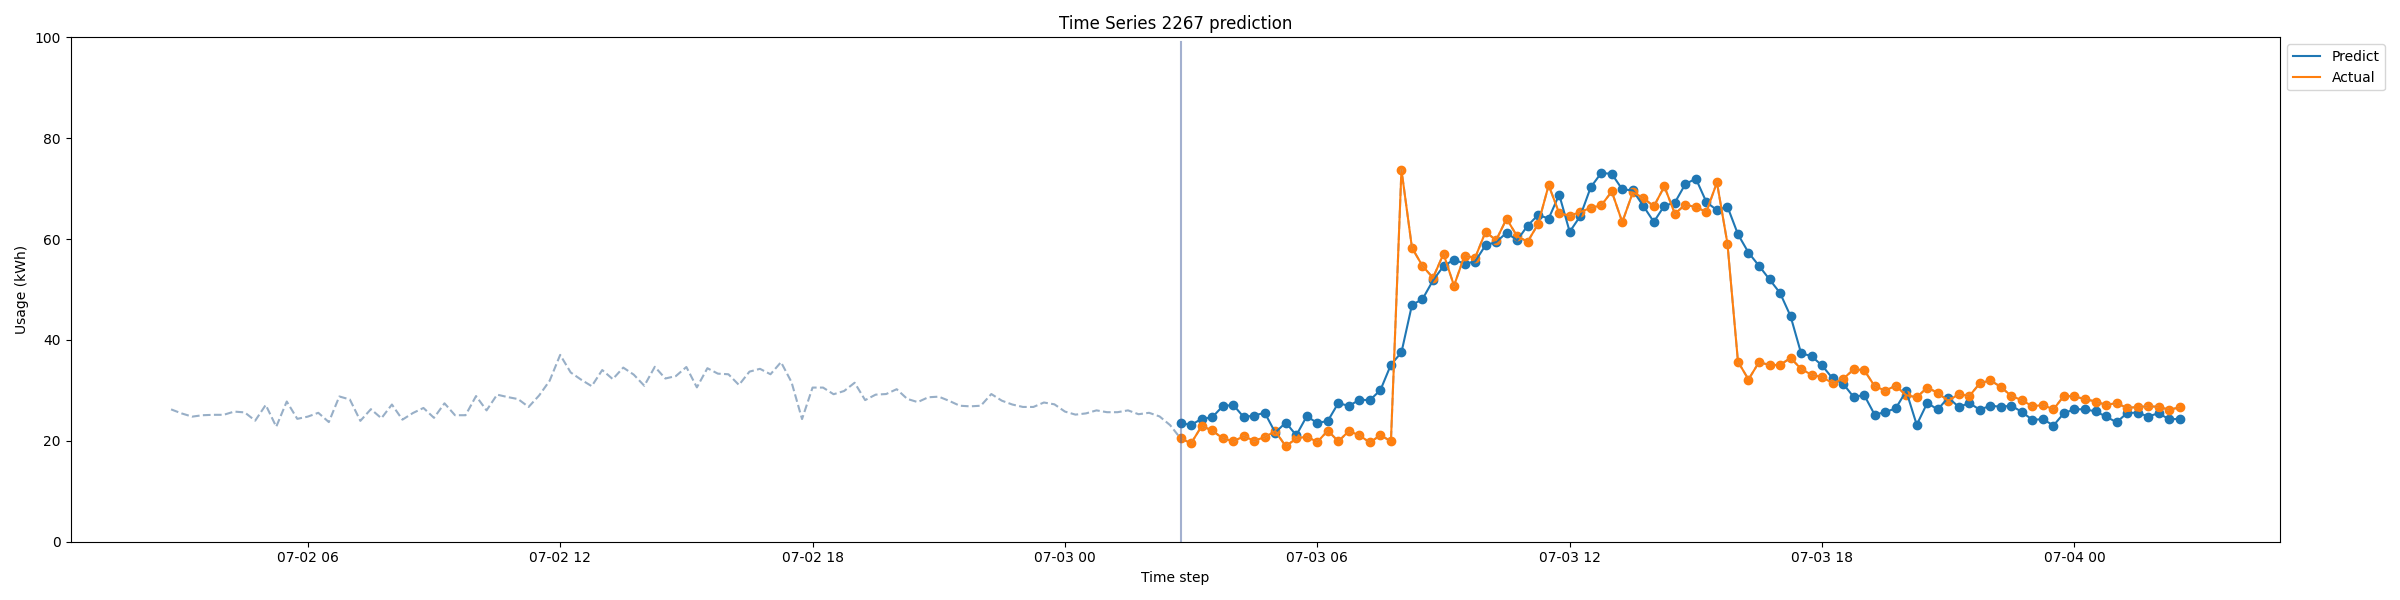 Time Series 2267 prediction
100
80
60
40
20
0
Usage (kWh)
07-02 06
07-02 12
07-02 18
07-03 00
07-03 06
07-03 12
07-03 18
07-04 00
Time step
Predict
Actual